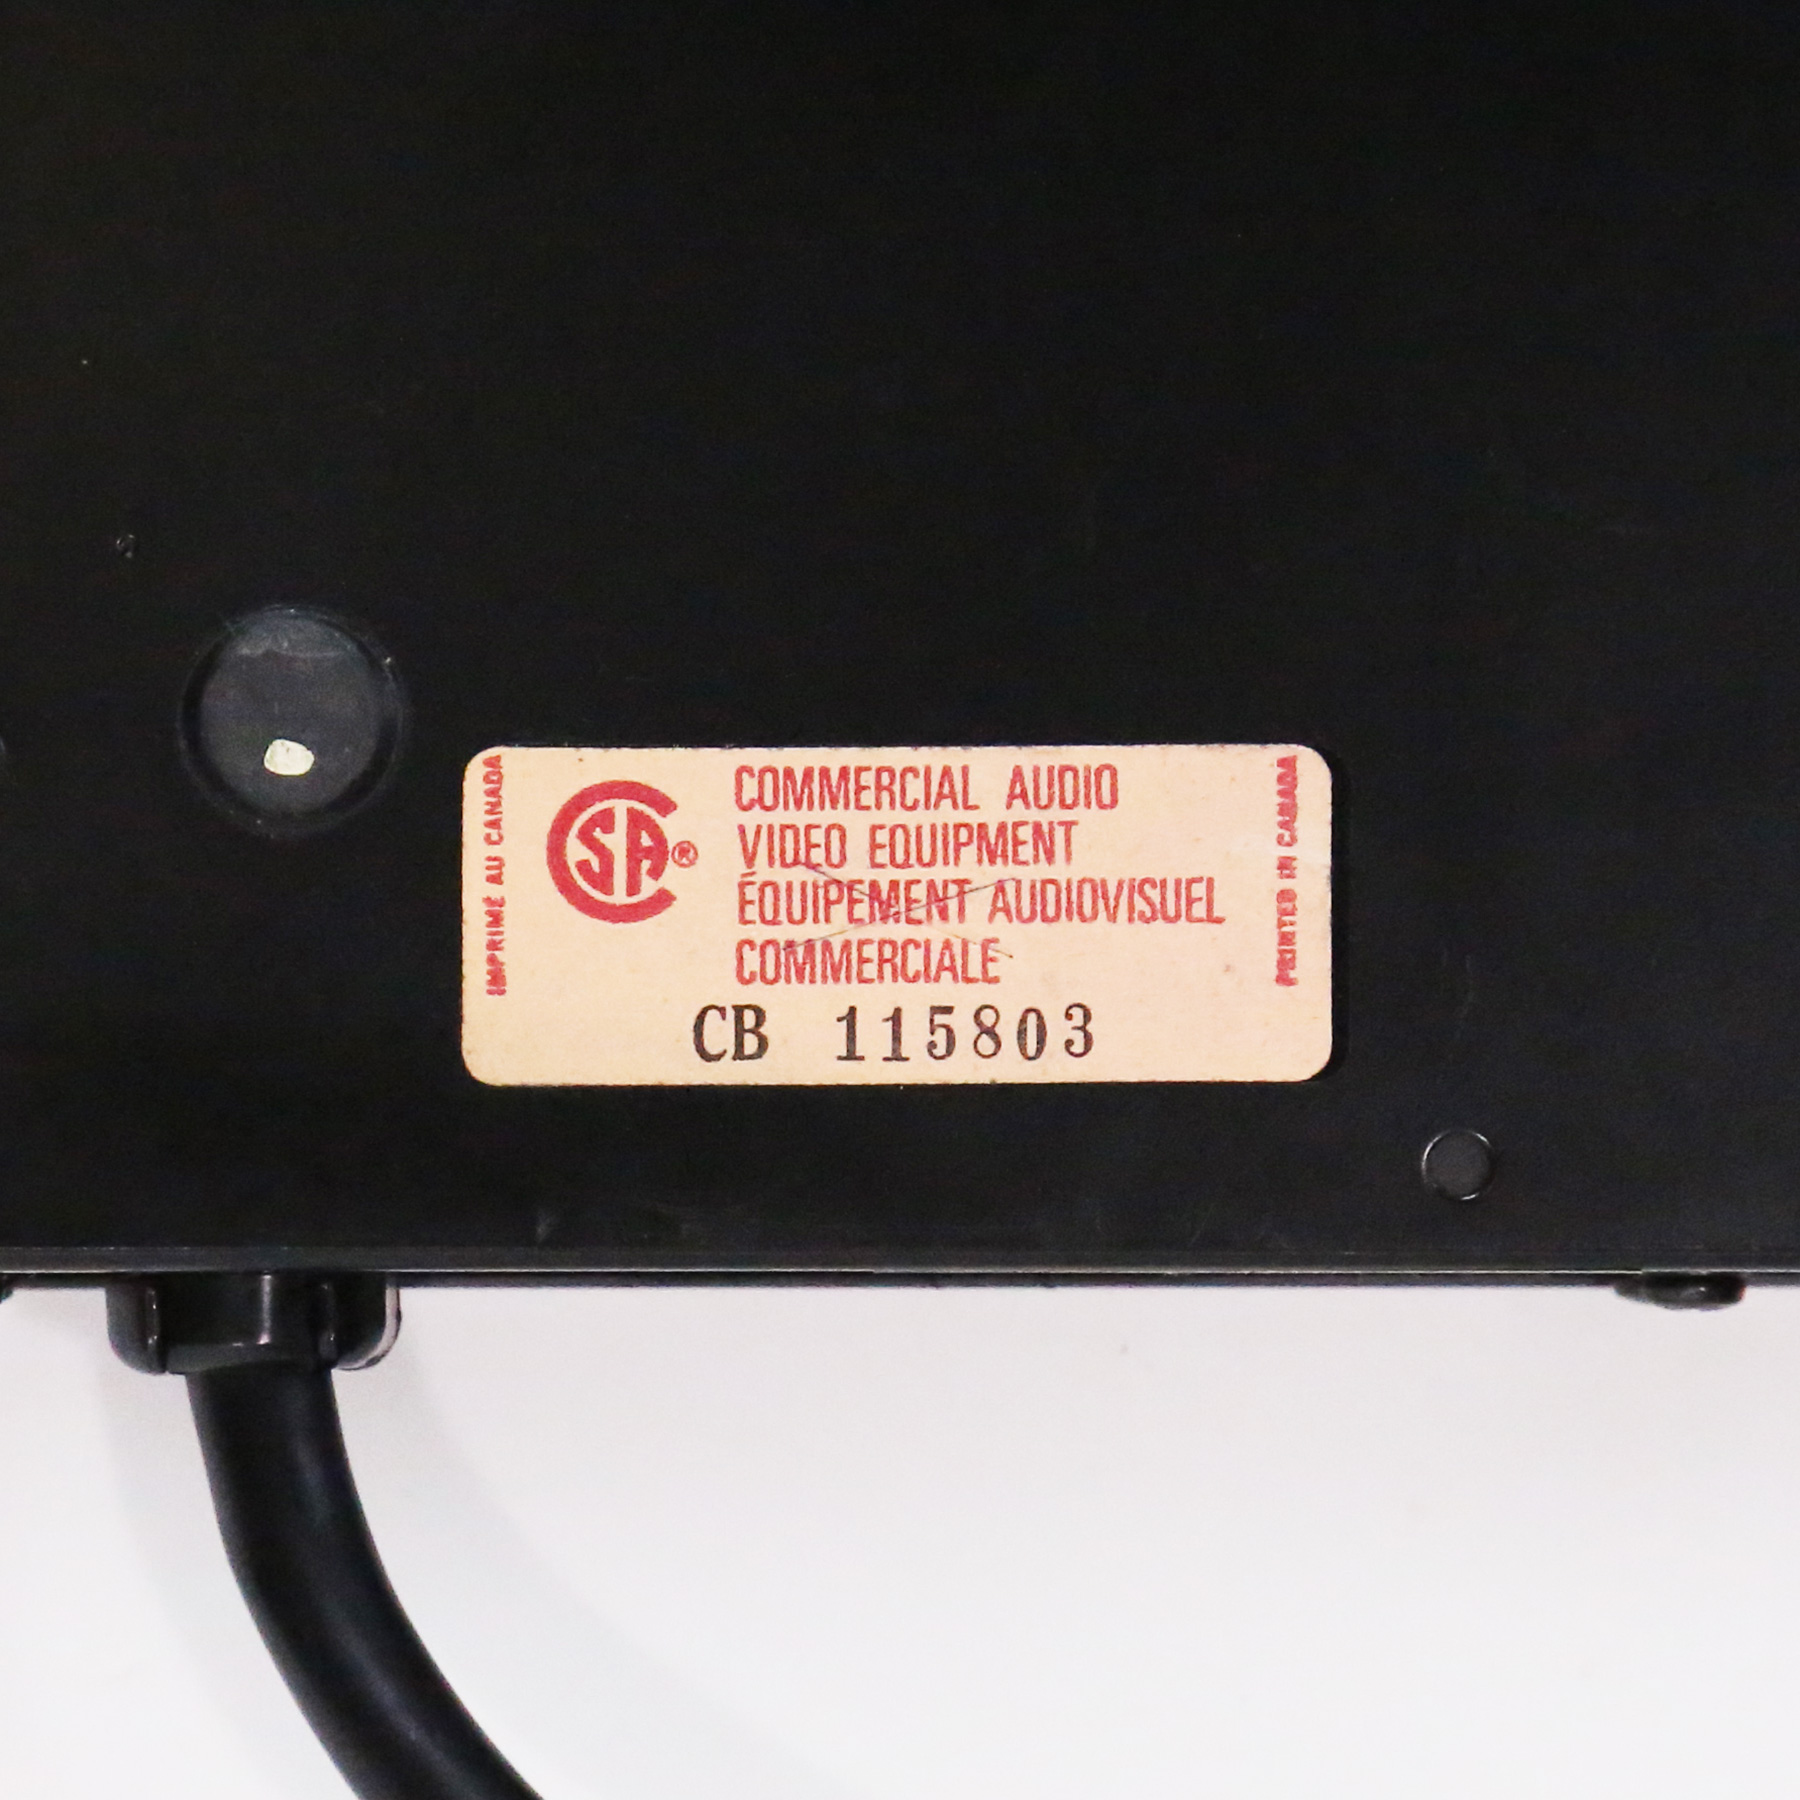 IMPRIMÉ AU CANADA
CSA®
COMMERCIAL AUDIO
VIDEO EQUIPMENT
ÉQUIPEMENT AUDIOVISUEL
COMMERCIALE
CB 115803
PRINTED IN CANADA